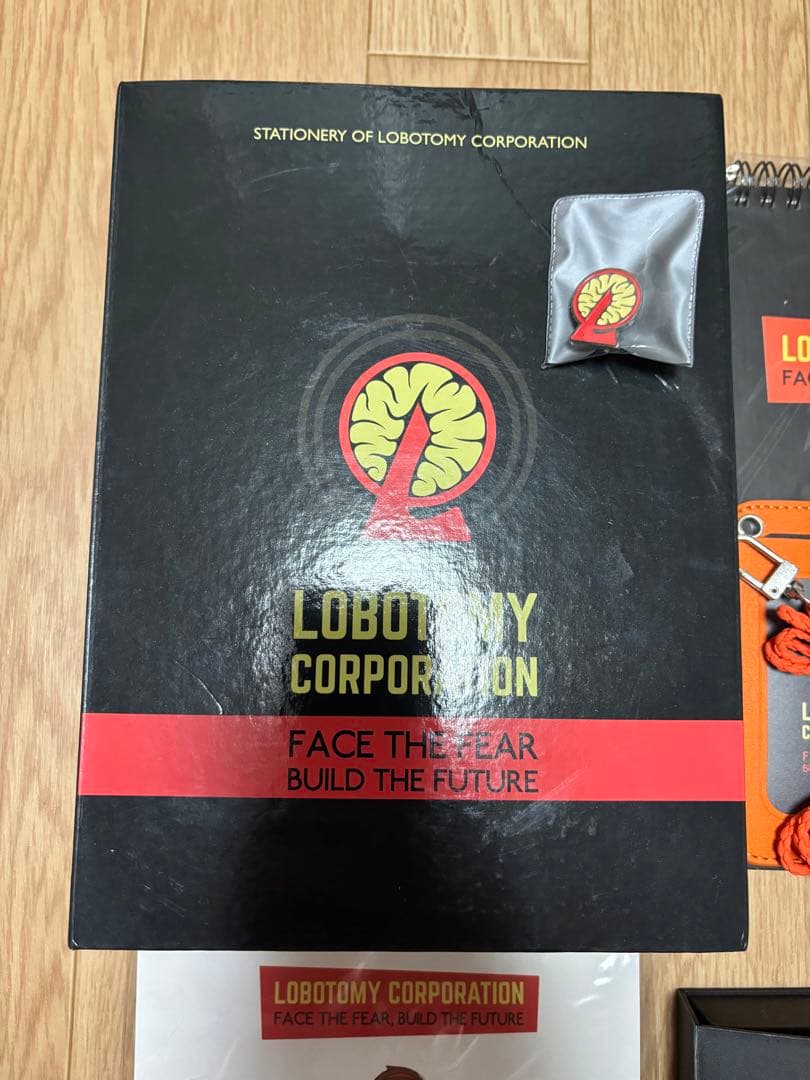 STATIONERY OF LOBOTOMY CORPORATION
LOBOTOMY
CORPORATION
FACE THE FEAR
BUILD THE FUTURE
LOBOTOMY CORPORATION
FACE THE FEAR, BUILD THE FUTURE